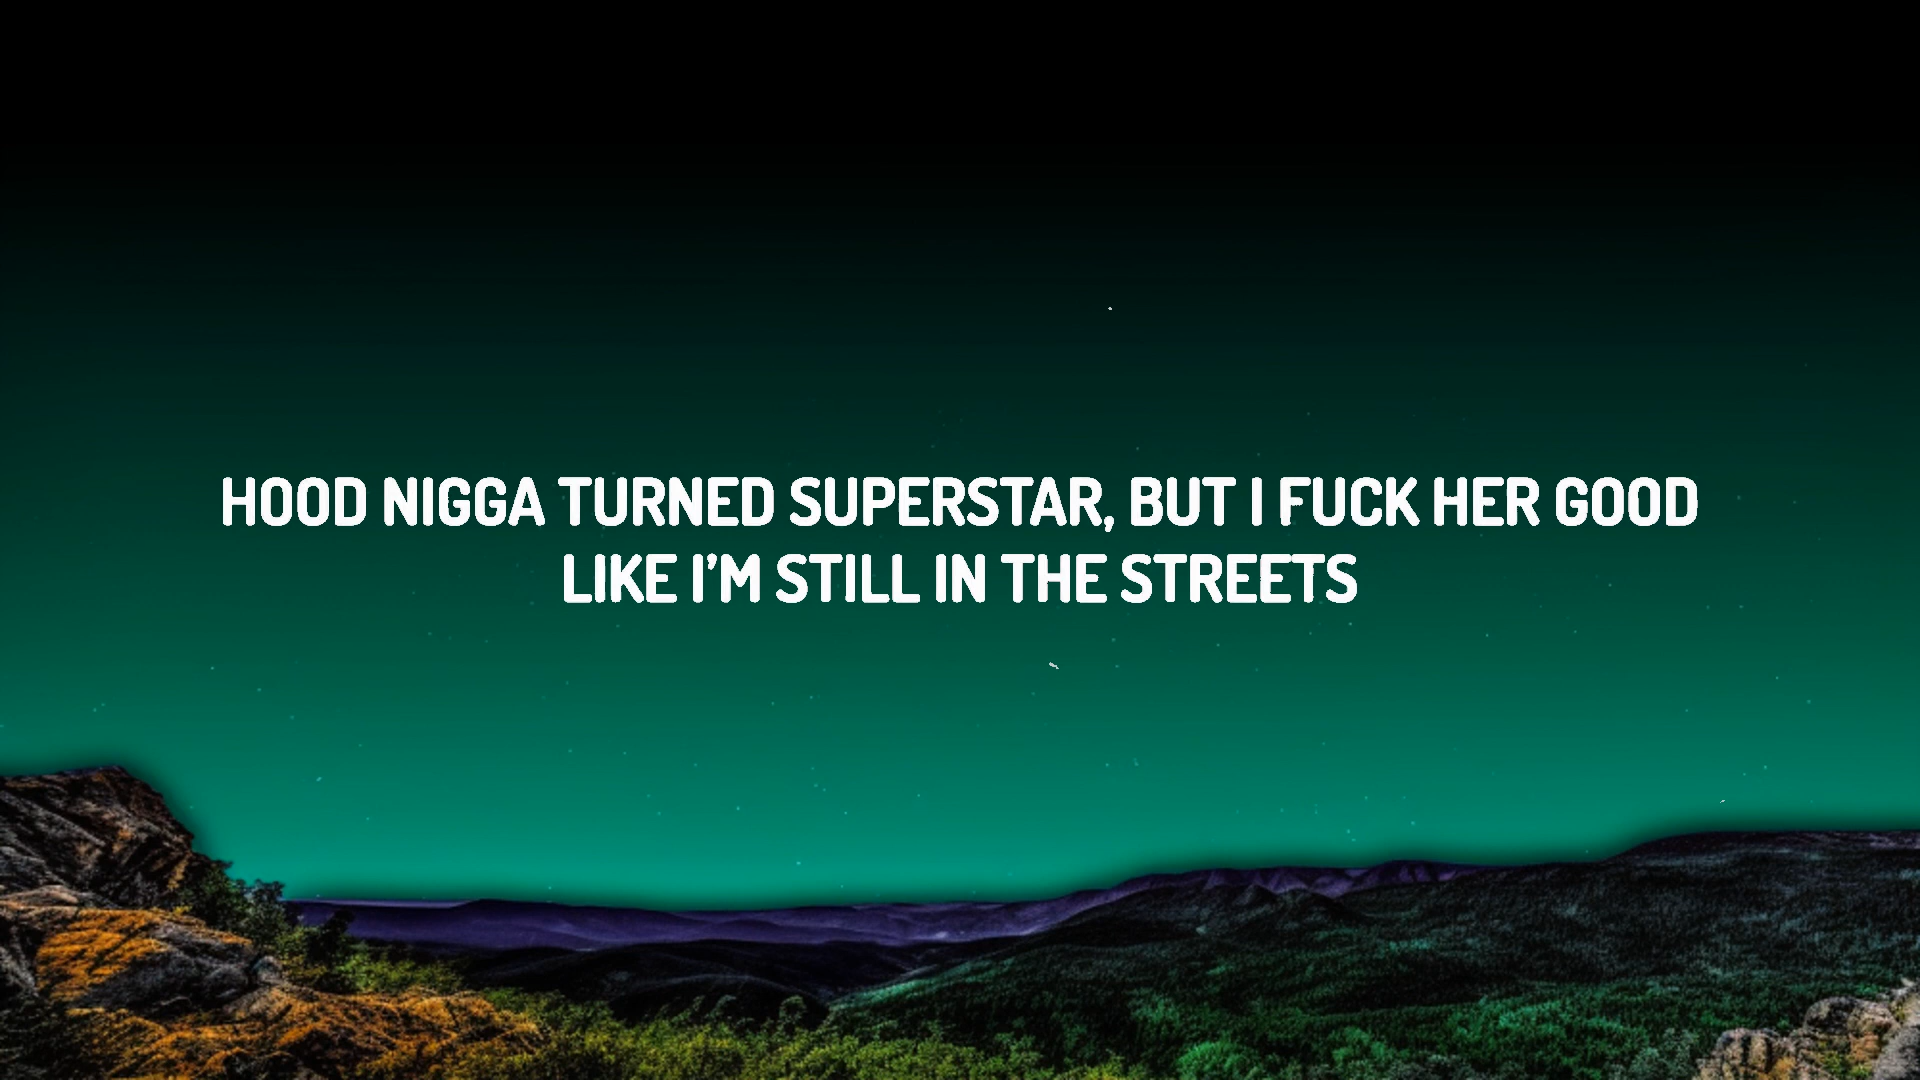 HOOD NIGGA TURNED SUPERSTAR, BUT I FUCK HER GOOD
LIKE I’M STILL IN THE STREETS